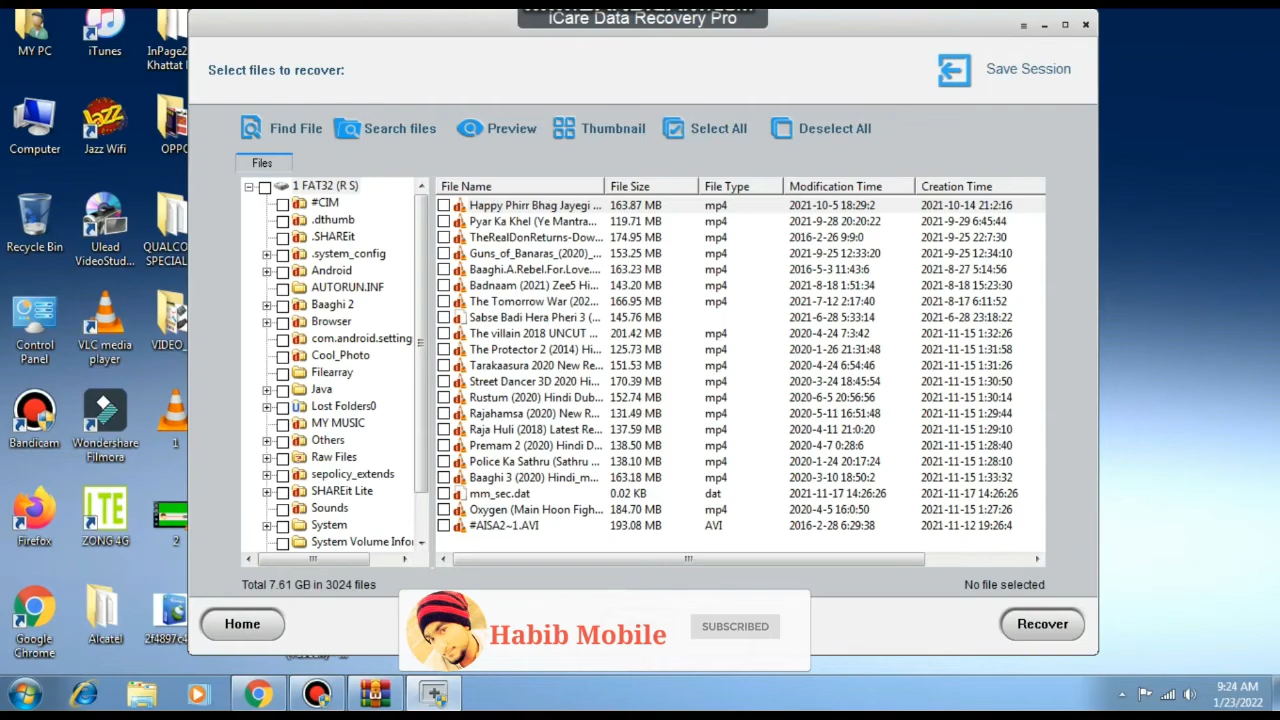 iCare Data Recovery Pro
Select files to recover:
Save Session
Find File
Search files
Preview
Thumbnail
Select All
Deselect All
Files
1 FAT32 (R S)
#CIM
.dthumb
.SHAREit
.system_config
Android
AUTORUN.INF
Baaghi 2
Browser
com.android.setting
Cool_Photo
Filearray
Java
Lost Folders0
MY MUSIC
Others
Raw Files
sepolicy_extends
SHAREit Lite
Sounds
System
System Volume Infor
File Name File Size File Type Modification Time Creation Time
Happy Phirr Bhag Jayegi ... 163.87 MB mp4 2021-10-5 18:29:2 2021-10-14 21:2:16
Pyar Ka Khel (Ye Mantra... 119.71 MB mp4 2021-9-28 20:20:22 2021-9-29 6:45:44
TheRealDonReturns-Dow... 174.95 MB mp4 2016-2-26 9:9:0 2021-9-25 22:7:30
Guns_of_Banaras_(2020)_... 153.25 MB mp4 2021-9-25 12:33:20 2021-9-25 12:34:10
Baaghi.A.Rebel.For.Love.... 163.23 MB mp4 2016-5-3 11:43:6 2021-8-27 5:14:56
Badnaam (2021) Zee5 Hi... 143.20 MB mp4 2021-8-18 1:51:34 2021-8-18 15:23:30
The Tomorrow War (202... 166.95 MB mp4 2021-7-12 2:17:40 2021-8-17 6:11:52
Sabse Badi Hera Pheri 3 (... 145.76 MB 2021-6-28 5:33:14 2021-6-28 23:18:22
The villain 2018 UNCUT ... 201.42 MB mp4 2020-4-24 7:3:42 2021-11-15 1:32:26
The Protector 2 (2014) Hi... 125.73 MB mp4 2020-1-26 21:31:48 2021-11-15 1:31:58
Tarakaasura 2020 New Re... 151.53 MB mp4 2020-4-24 6:54:46 2021-11-15 1:31:26
Street Dancer 3D 2020 Hi... 170.39 MB mp4 2020-3-24 18:45:54 2021-11-15 1:30:50
Rustum (2020) Hindi Dub... 152.74 MB mp4 2020-6-5 20:56:56 2021-11-15 1:30:14
Rajahamsa (2020) New R... 131.49 MB mp4 2020-5-11 16:51:48 2021-11-15 1:29:44
Raja Huli (2018) Latest Re... 137.59 MB mp4 2020-4-11 21:0:20 2021-11-15 1:29:10
Premam 2 (2020) Hindi D... 138.50 MB mp4 2020-4-7 0:28:6 2021-11-15 1:28:40
Police Ka Sathru (Sathru ... 138.10 MB mp4 2020-1-24 20:17:24 2021-11-15 1:28:10
Baaghi 3 (2020) Hindi_m... 163.18 MB mp4 2020-3-10 18:50:2 2021-11-15 1:33:32
mm_sec.dat 0.02 KB dat 2021-11-17 14:26:26 2021-11-17 14:26:26
Oxygen (Main Hoon Figh... 184.70 MB mp4 2020-4-5 16:0:50 2021-11-15 1:27:26
#AISA2~1.AVI 193.08 MB AVI 2016-2-28 6:29:38 2021-11-12 19:26:4
Total 7.61 GB in 3024 files
No file selected
Home
Recover
Habib Mobile
SUBSCRIBED
MY PC
iTunes
InPage2
Khattat I
Computer
Jazz Wifi
OPPO
Recycle Bin
Ulead
VideoStud...
QUALCO
SPECIAL
Control
Panel
VLC media
player
VIDEO_
Bandicam
Wondershare
Filmora
1
Firefox
ZONG 4G
2
Google
Chrome
Alcatel
2f4897c4
9:24 AM
1/23/2022